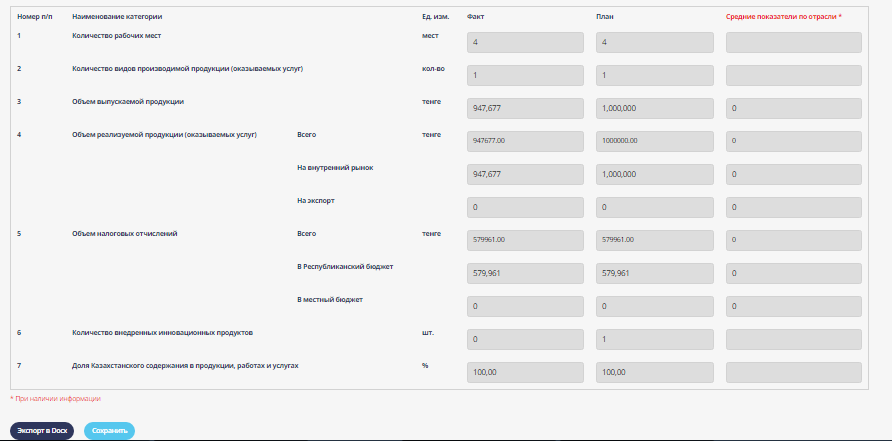 Номер п/п Наименование категории Ед. изм. Факт План Средние показатели по отрасли *
1 Количество рабочих мест мест 4 4
2 Количество видов производимой продукции (оказываемых услуг) кол-во 1 1
3 Объем выпускаемой продукции тенге 947,677 1,000,000 0
4 Объем реализуемой продукции (оказываемых услуг) Всего тенге 947677.00 1000000.00 0
На внутренний рынок 947,677 1,000,000 0
На экспорт 0 0 0
5 Объем налоговых отчислений Всего тенге 579961.00 579961.00 0
В Республиканский бюджет 579,961 579,961 0
В местный бюджет 0 0 0
6 Количество внедренных инновационных продуктов шт. 0 1
7 Доля Казахстанского содержания в продукции, работах и услугах % 100,00 100,00
* При наличии информации
Экспорт в Docx Сохранить